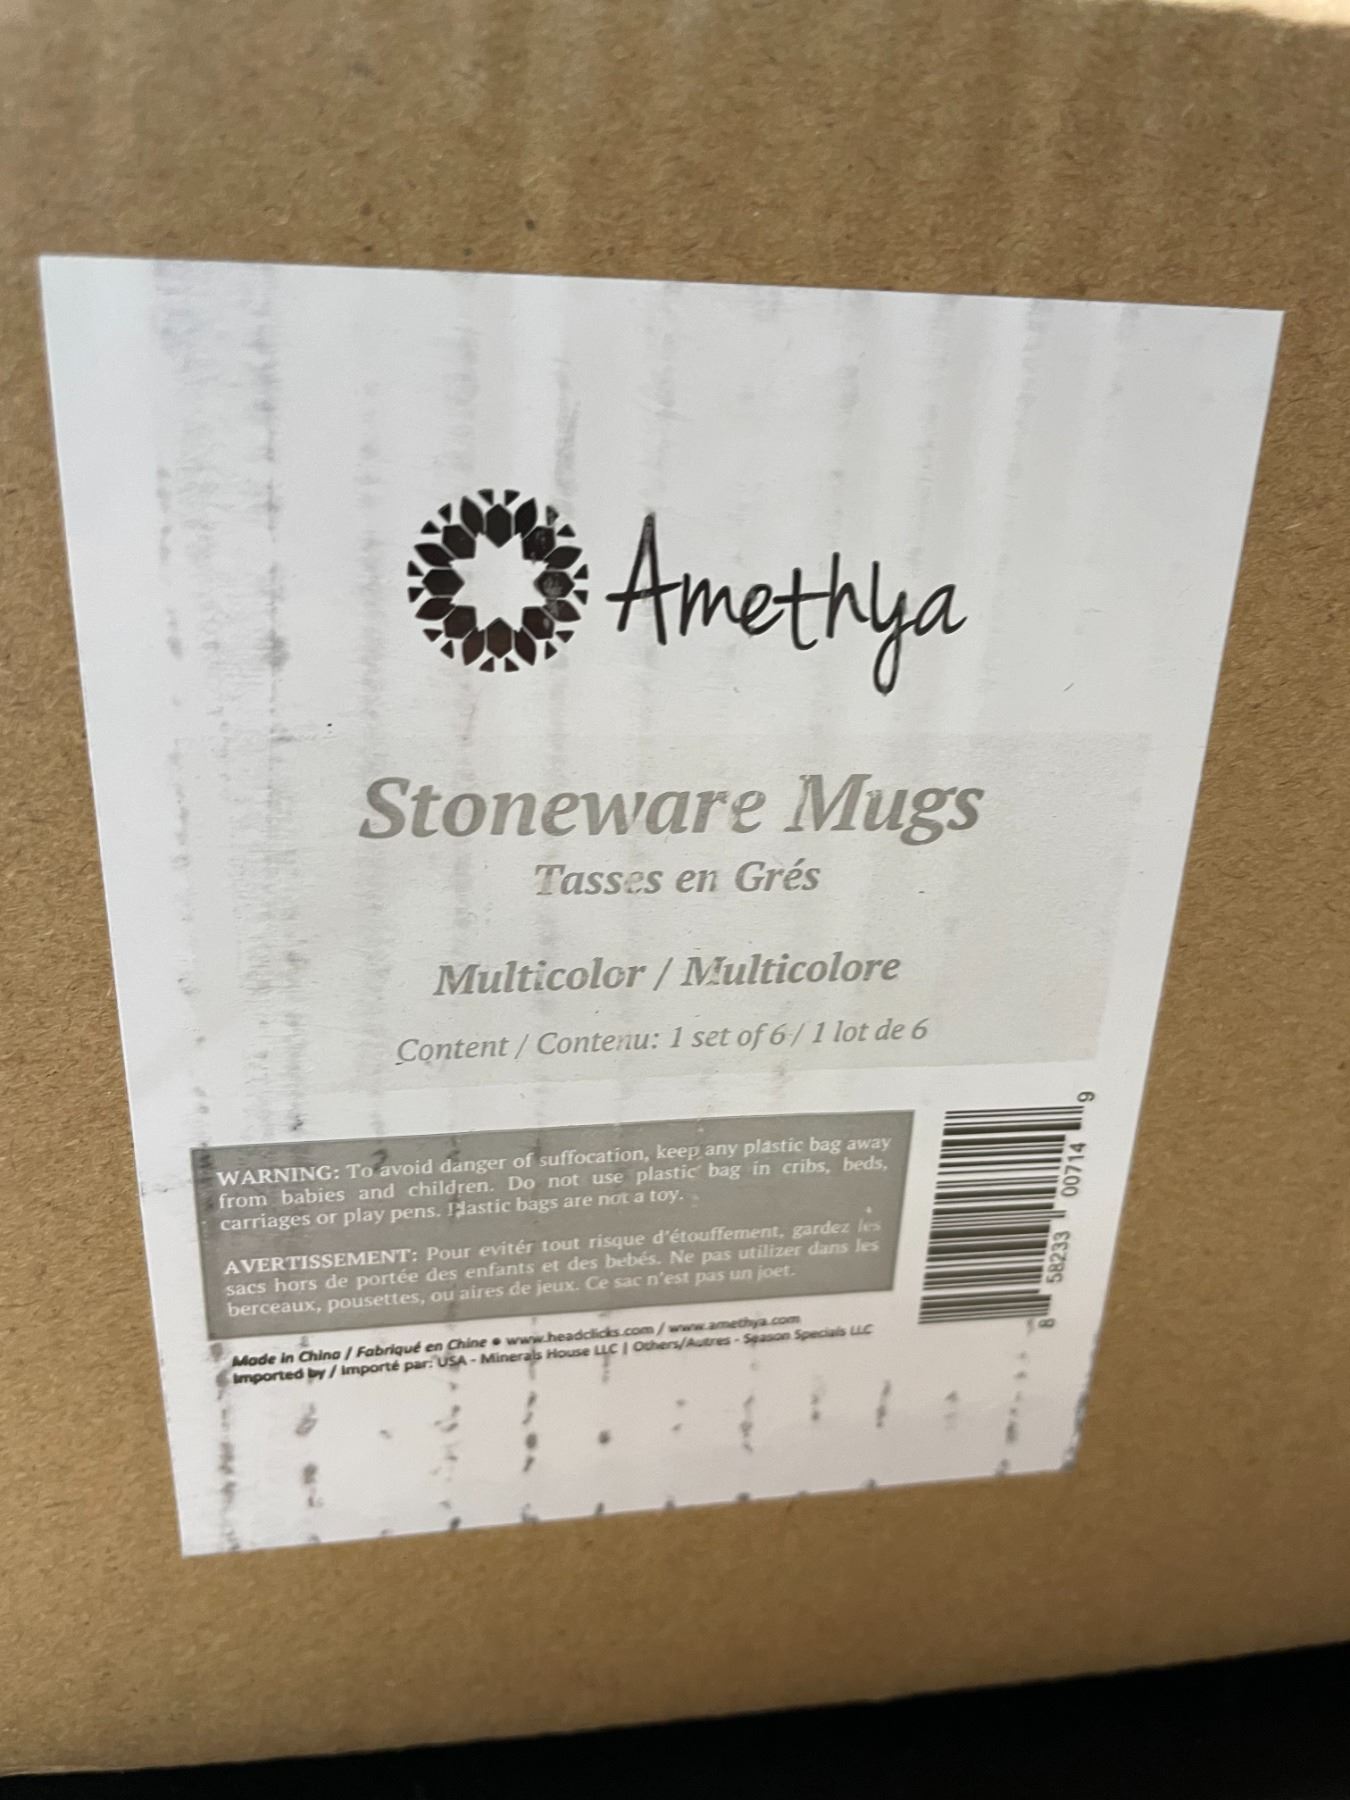 Amethya
Stoneware Mugs
Tasses en Grés
Multicolor / Multicolore
Content / Contenu: 1 set of 6 / 1 lot de 6
WARNING: To avoid danger of suffocation, keep any plastic bag away
from babies and children. Do not use plastic bag in cribs, beds,
carriages or play pens. Plastic bags are not a toy.
AVERTISSEMENT: Pour evitér tout risque d'étouffement, gardez les
sacs hors de portée des enfants et des bebés. Ne pas utilizer dans les
berceaux, pousettes, ou aires de jeux. Ce sac n'est pas un joet.
8 58233 00714 9
Made in China / Fabriqué en Chine • www.headclicks.com / www.amethya.com
Imported by / Importé par: USA - Minerals House LLC | Others/Autres - Season Specials LLC